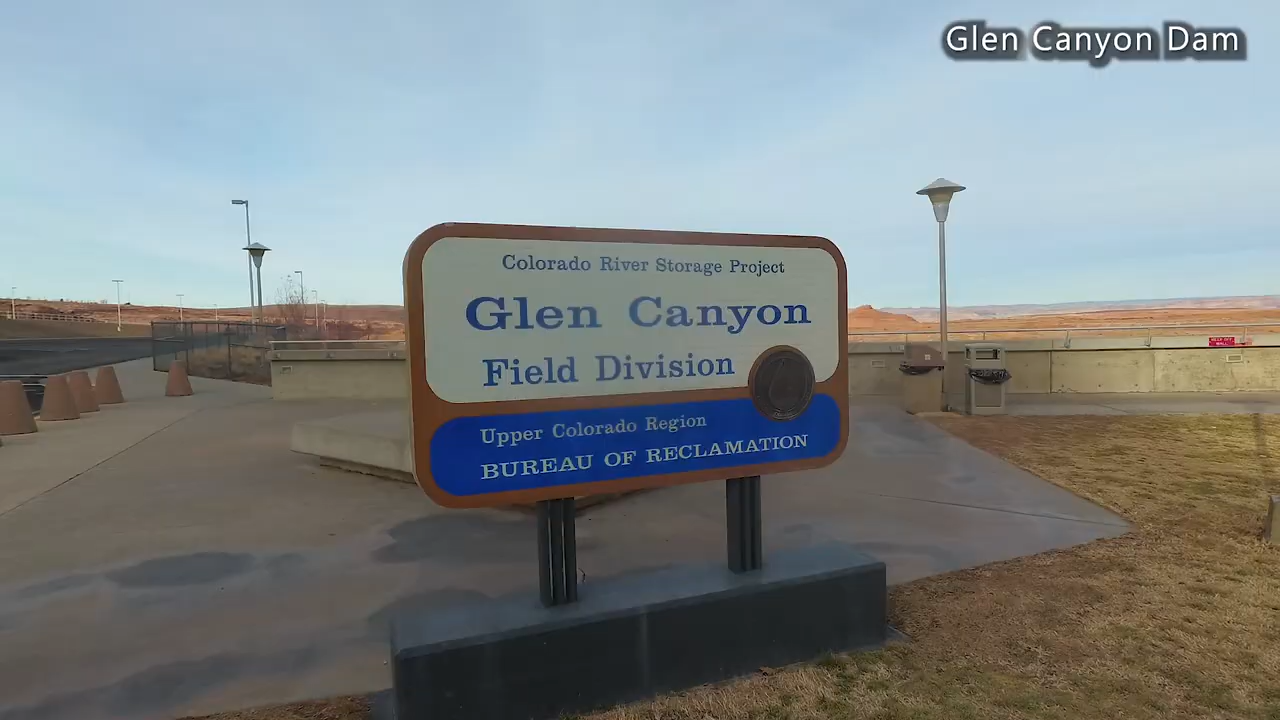 Glen Canyon Dam
Colorado River Storage Project
Glen Canyon
Field Division
Upper Colorado Region
BUREAU OF RECLAMATION